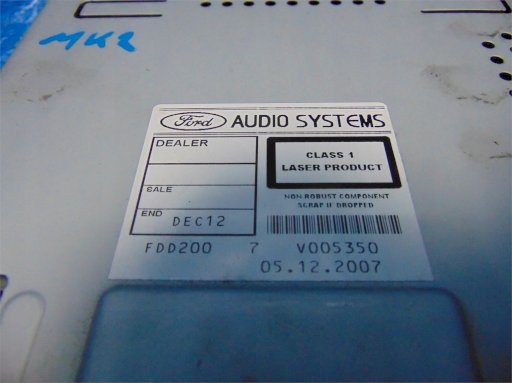 MK2
Ford AUDIO SYSTEMS
DEALER
CLASS 1
LASER PRODUCT
SALE
NON ROBUST COMPONENT
SCRAP IF DROPPED
END DEC12
FDD200 7 V005350
05.12.2007